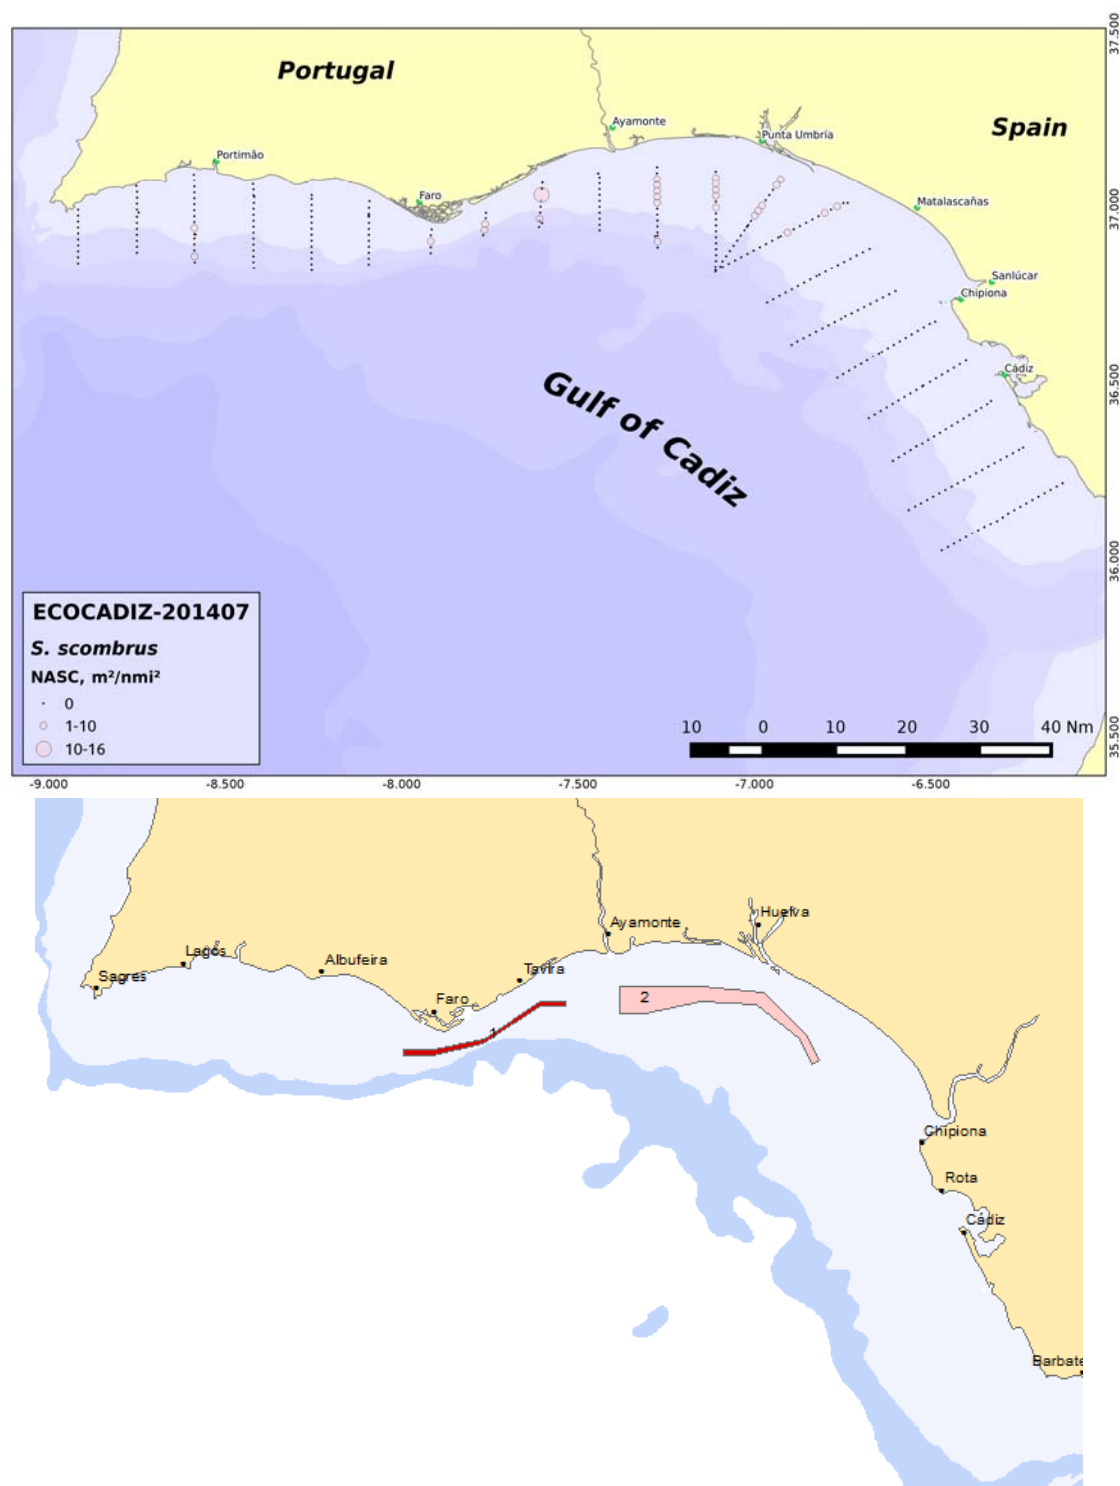 Portugal
Spain
Ayamonte
Punta Umbría
Portimão
Faro
Matalascañas
Sanlúcar
Chipiona
Cádiz
Gulf of Cadiz
ECOCADIZ-201407
S. scombrus
NASC, m²/nmi²
0
1-10
10-16
10 0 10 20 30 40 Nm
37.500
37.000
36.500
36.000
35.500
-9.000 -8.500 -8.000 -7.500 -7.000 -6.500
Huelva
Ayamonte
Lagos
Albufeira
Tavira
Sagres
Faro
2
1
Chipiona
Rota
Cádiz
Barbate